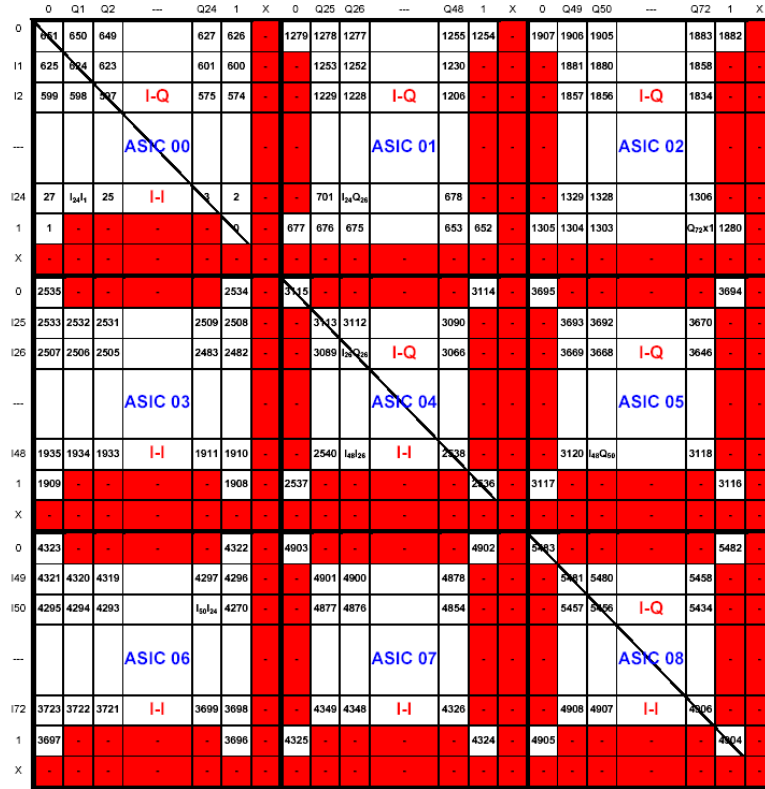 0 Q1 Q2 --- Q24 1 X 0 Q25 Q26 --- Q48 1 X 0 Q49 Q50 --- Q72 1 X
0 651 650 649 627 626 - 1279 1278 1277 1255 1254 - 1907 1906 1905 1883 1882 -
I1 625 624 623 601 600 - - 1253 1252 1230 - - - 1881 1880 1858 - -
I2 599 598 597 I-Q 575 574 - - 1229 1228 I-Q 1206 - - - 1857 1856 I-Q 1834 - -
--- ASIC 00 - - ASIC 01 - - - ASIC 02 - -
I24 27 I24I1 25 I-I 3 2 - - 701 I24Q26 678 - - - 1329 1328 1306 - -
1 1 - - - - 0 - 677 676 675 653 652 - 1305 1304 1303 Q72x1 1280 -
X - - - - - - - - - - - - - - - - - - - - -
0 2535 - - - - 2534 - 3115 - - - - 3114 - 3695 - - - - 3694 -
I25 2533 2532 2531 2509 2508 - - 3113 3112 3090 - - - 3693 3692 3670 - -
I26 2507 2506 2505 2483 2482 - - 3089 I26Q26 I-Q 3066 - - - 3669 3668 I-Q 3646 - -
--- ASIC 03 - - ASIC 04 - - - ASIC 05 - -
I48 1935 1934 1933 I-I 1911 1910 - - 2540 I48I26 I-I 2538 - - - 3120 I48Q50 3118 - -
1 1909 - - - - 1908 - 2537 - - - - 2536 - 3117 - - - - 3116 -
X - - - - - - - - - - - - - - - - - - - - -
0 4323 - - - - 4322 - 4903 - - - - 4902 - 5483 - - - - 5482 -
I49 4321 4320 4319 4297 4296 - - 4901 4900 4878 - - - 5481 5480 5458 - -
I50 4295 4294 4293 I50I24 4270 - - 4877 4876 4854 - - - 5457 5456 I-Q 5434 - -
--- ASIC 06 - - ASIC 07 - - - ASIC 08 - -
I72 3723 3722 3721 I-I 3699 3698 - - 4349 4348 I-I 4326 - - - 4908 4907 I-I 4906 - -
1 3697 - - - - 3696 - 4325 - - - - 4324 - 4905 - - - - 4904 -
X - - - - - - - - - - - - - - - - - - - - -